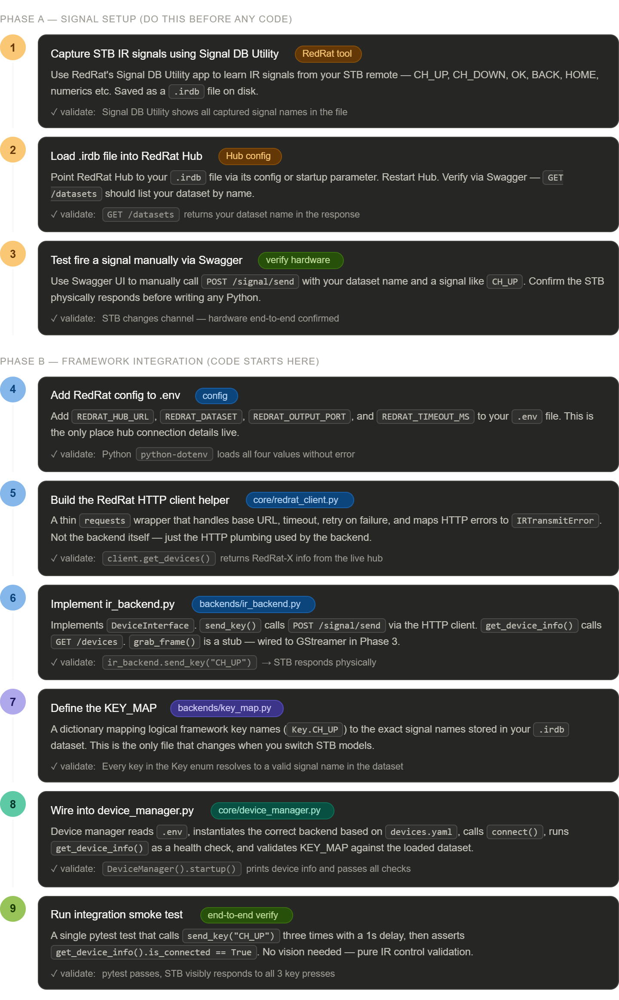 PHASE A — SIGNAL SETUP (DO THIS BEFORE ANY CODE)
1
Capture STB IR signals using Signal DB Utility RedRat tool
Use RedRat's Signal DB Utility app to learn IR signals from your STB remote — CH_UP, CH_DOWN, OK, BACK, HOME,
numerics etc. Saved as a .irdb file on disk.
✓ validate: Signal DB Utility shows all captured signal names in the file
2
Load .irdb file into RedRat Hub Hub config
Point RedRat Hub to your .irdb file via its config or startup parameter. Restart Hub. Verify via Swagger — GET
/datasets should list your dataset by name.
✓ validate: GET /datasets returns your dataset name in the response
3
Test fire a signal manually via Swagger verify hardware
Use Swagger UI to manually call POST /signal/send with your dataset name and a signal like CH_UP. Confirm the STB
physically responds before writing any Python.
✓ validate: STB changes channel — hardware end-to-end confirmed
PHASE B — FRAMEWORK INTEGRATION (CODE STARTS HERE)
4
Add RedRat config to .env config
Add REDRAT_HUB_URL, REDRAT_DATASET, REDRAT_OUTPUT_PORT, and REDRAT_TIMEOUT_MS to your .env file. This is
the only place hub connection details live.
✓ validate: Python python-dotenv loads all four values without error
5
Build the RedRat HTTP client helper core/redrat_client.py
A thin requests wrapper that handles base URL, timeout, retry on failure, and maps HTTP errors to IRTransmitError.
Not the backend itself — just the HTTP plumbing used by the backend.
✓ validate: client.get_devices() returns RedRat-X info from the live hub
6
Implement ir_backend.py backends/ir_backend.py
Implements DeviceInterface. send_key() calls POST /signal/send via the HTTP client. get_device_info() calls
GET /devices. grab_frame() is a stub — wired to GStreamer in Phase 3.
✓ validate: ir_backend.send_key("CH_UP") → STB responds physically
7
Define the KEY_MAP backends/key_map.py
A dictionary mapping logical framework key names (Key.CH_UP) to the exact signal names stored in your .irdb
dataset. This is the only file that changes when you switch STB models.
✓ validate: Every key in the Key enum resolves to a valid signal name in the dataset
8
Wire into device_manager.py core/device_manager.py
Device manager reads .env, instantiates the correct backend based on devices.yaml, calls connect(), runs
get_device_info() as a health check, and validates KEY_MAP against the loaded dataset.
✓ validate: DeviceManager().startup() prints device info and passes all checks
9
Run integration smoke test end-to-end verify
A single pytest test that calls send_key("CH_UP") three times with a 1s delay, then asserts
get_device_info().is_connected == True. No vision needed — pure IR control validation.
✓ validate: pytest passes, STB visibly responds to all 3 key presses